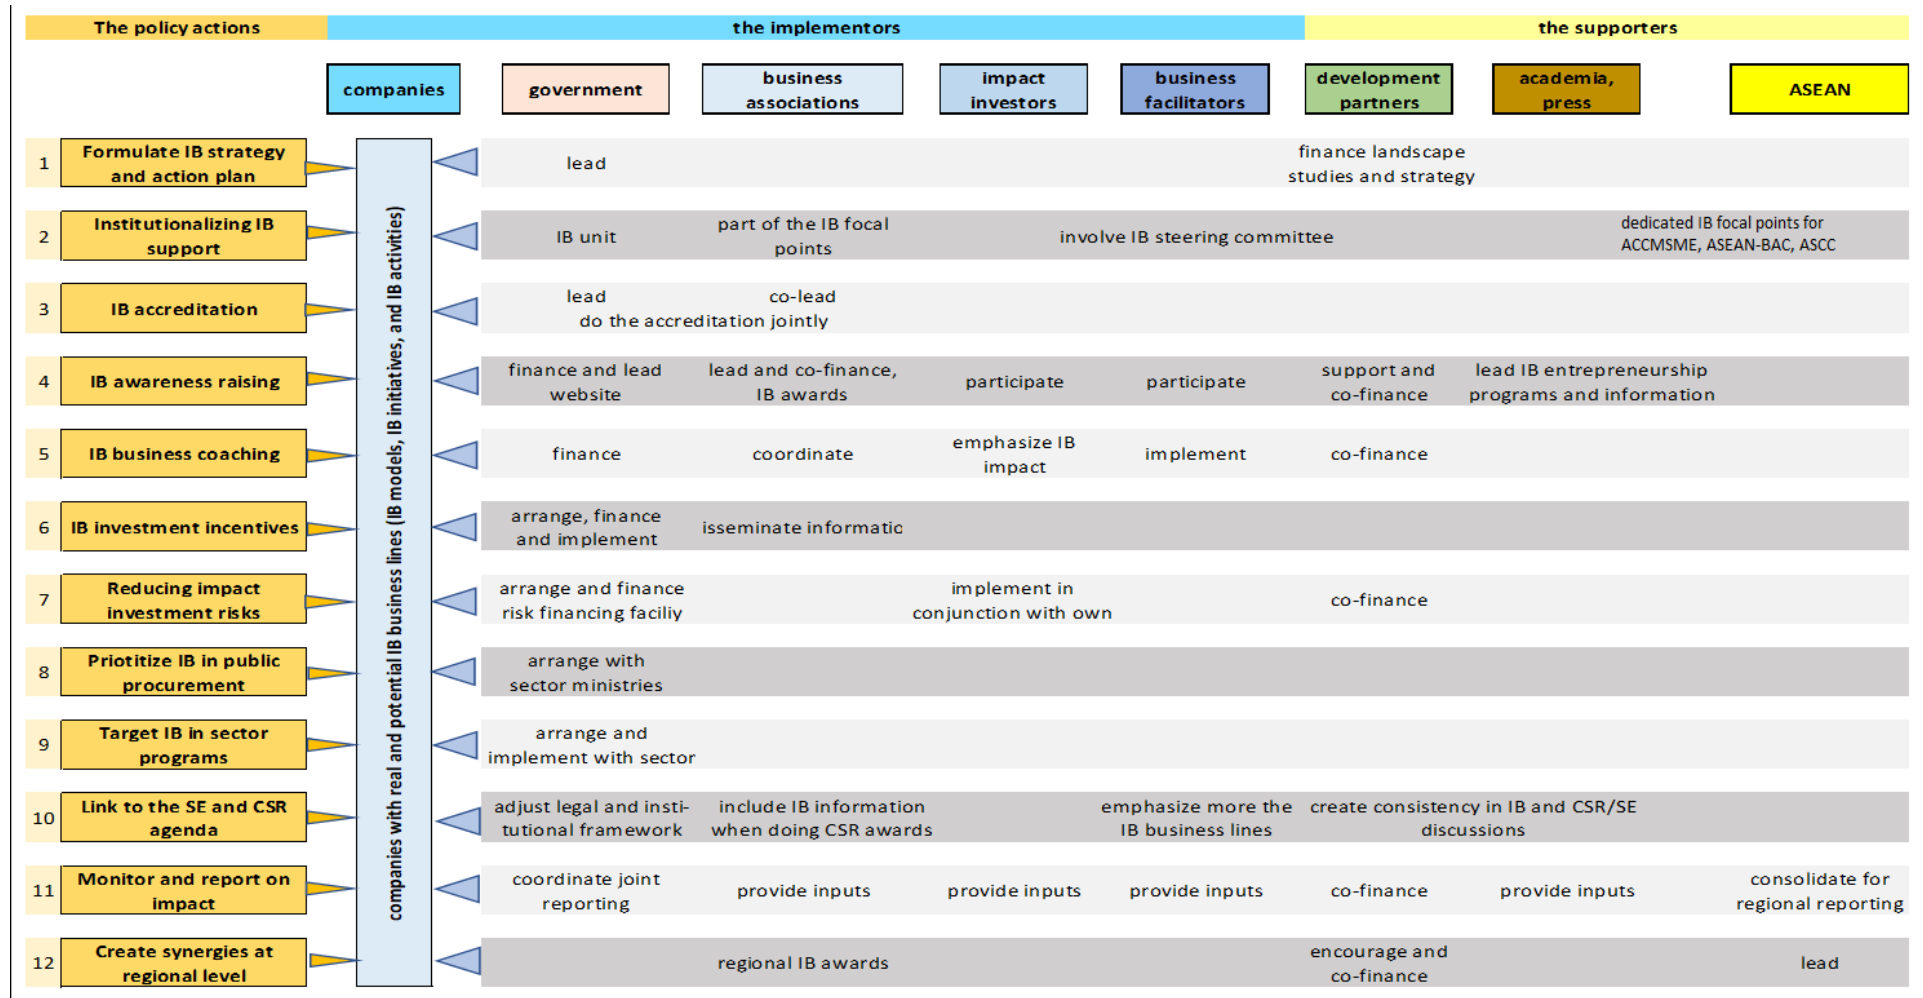 The policy actions
the implementors
the supporters
companies
government
business
associations
impact
investors
business
facilitators
development
partners
academia,
press
ASEAN
companies with real and potential IB business lines (IB models, IB initiatives, and IB activities)
1
Formulate IB strategy
and action plan
lead
finance landscape
studies and strategy
2
Institutionalizing IB
support
IB unit
part of the IB focal
points
involve IB steering committee
dedicated IB focal points for
ACCMSME, ASEAN-BAC, ASCC
3
IB accreditation
lead
co-lead
do the accreditation jointly
4
IB awareness raising
finance and lead
website
lead and co-finance,
IB awards
participate
participate
support and
co-finance
lead IB entrepreneurship
programs and information
5
IB business coaching
finance
coordinate
emphasize IB
impact
implement
co-finance
6
IB investment incentives
arrange, finance
and implement
isseminate informatic
7
Reducing impact
investment risks
arrange and finance
risk financing faciliy
implement in
conjunction with own
co-finance
8
Priotitize IB in public
procurement
arrange with
sector ministries
9
Target IB in sector
programs
arrange and
implement with sector
10
Link to the SE and CSR
agenda
adjust legal and insti-
tutional framework
include IB information
when doing CSR awards
emphasize more the
IB business lines
create consistency in IB and CSR/SE
discussions
11
Monitor and report on
impact
coordinate joint
reporting
provide inputs
provide inputs
provide inputs
co-finance
provide inputs
consolidate for
regional reporting
12
Create synergies at
regional level
regional IB awards
encourage and
co-finance
lead